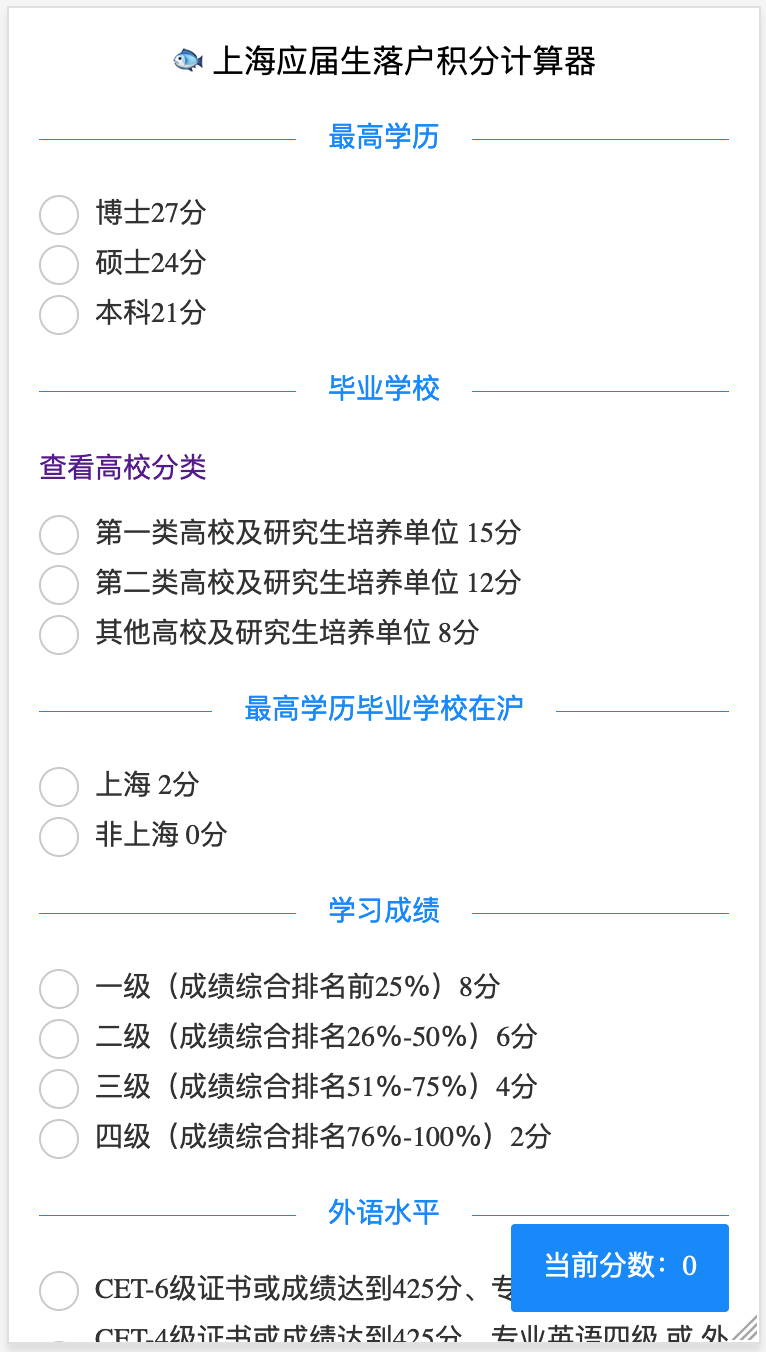 🐟 上海应届生落户积分计算器
最高学历
博士27分
硕士24分
本科21分
毕业学校
查看高校分类
第一类高校及研究生培养单位 15分
第二类高校及研究生培养单位 12分
其他高校及研究生培养单位 8分
最高学历毕业学校在沪
上海 2分
非上海 0分
学习成绩
一级（成绩综合排名前25%）8分
二级（成绩综合排名26%-50%）6分
三级（成绩综合排名51%-75%）4分
四级（成绩综合排名76%-100%）2分
外语水平
当前分数：0
CET-6级证书或成绩达到425分、专
CET-4级证书或成绩达到425分、专业英语四级 或 外